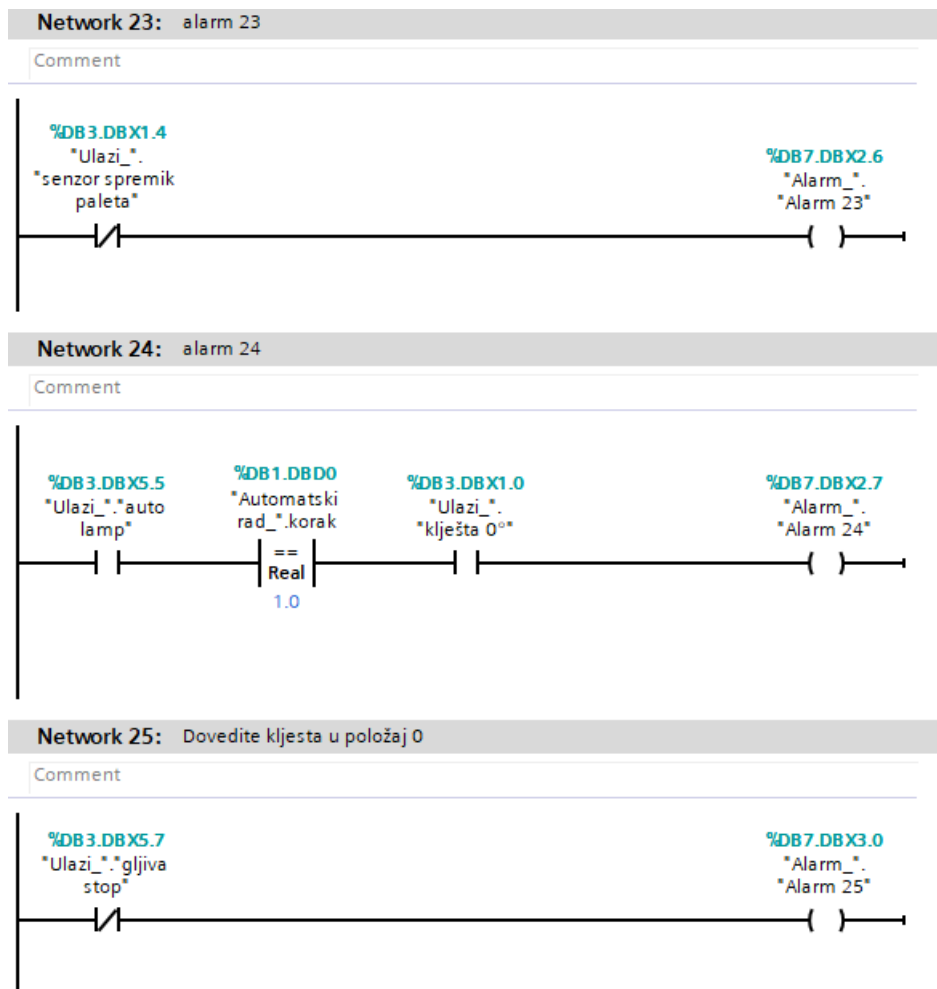 Network 23: alarm 23
Comment
%DB3.DBX1.4
"Ulazi_".
"senzor spremik
paleta"
%DB7.DBX2.6
"Alarm_".
"Alarm 23"
Network 24: alarm 24
Comment
%DB3.DBX5.5
"Ulazi_"."auto
lamp"
%DB1.DBD0
"Automatski
rad_".korak
==
Real
1.0
%DB3.DBX1.0
"Ulazi_".
"klješta 0°"
%DB7.DBX2.7
"Alarm_".
"Alarm 24"
Network 25: Dovedite kljesta u položaj 0
Comment
%DB3.DBX5.7
"Ulazi_"."gljiva
stop"
%DB7.DBX3.0
"Alarm_".
"Alarm 25"